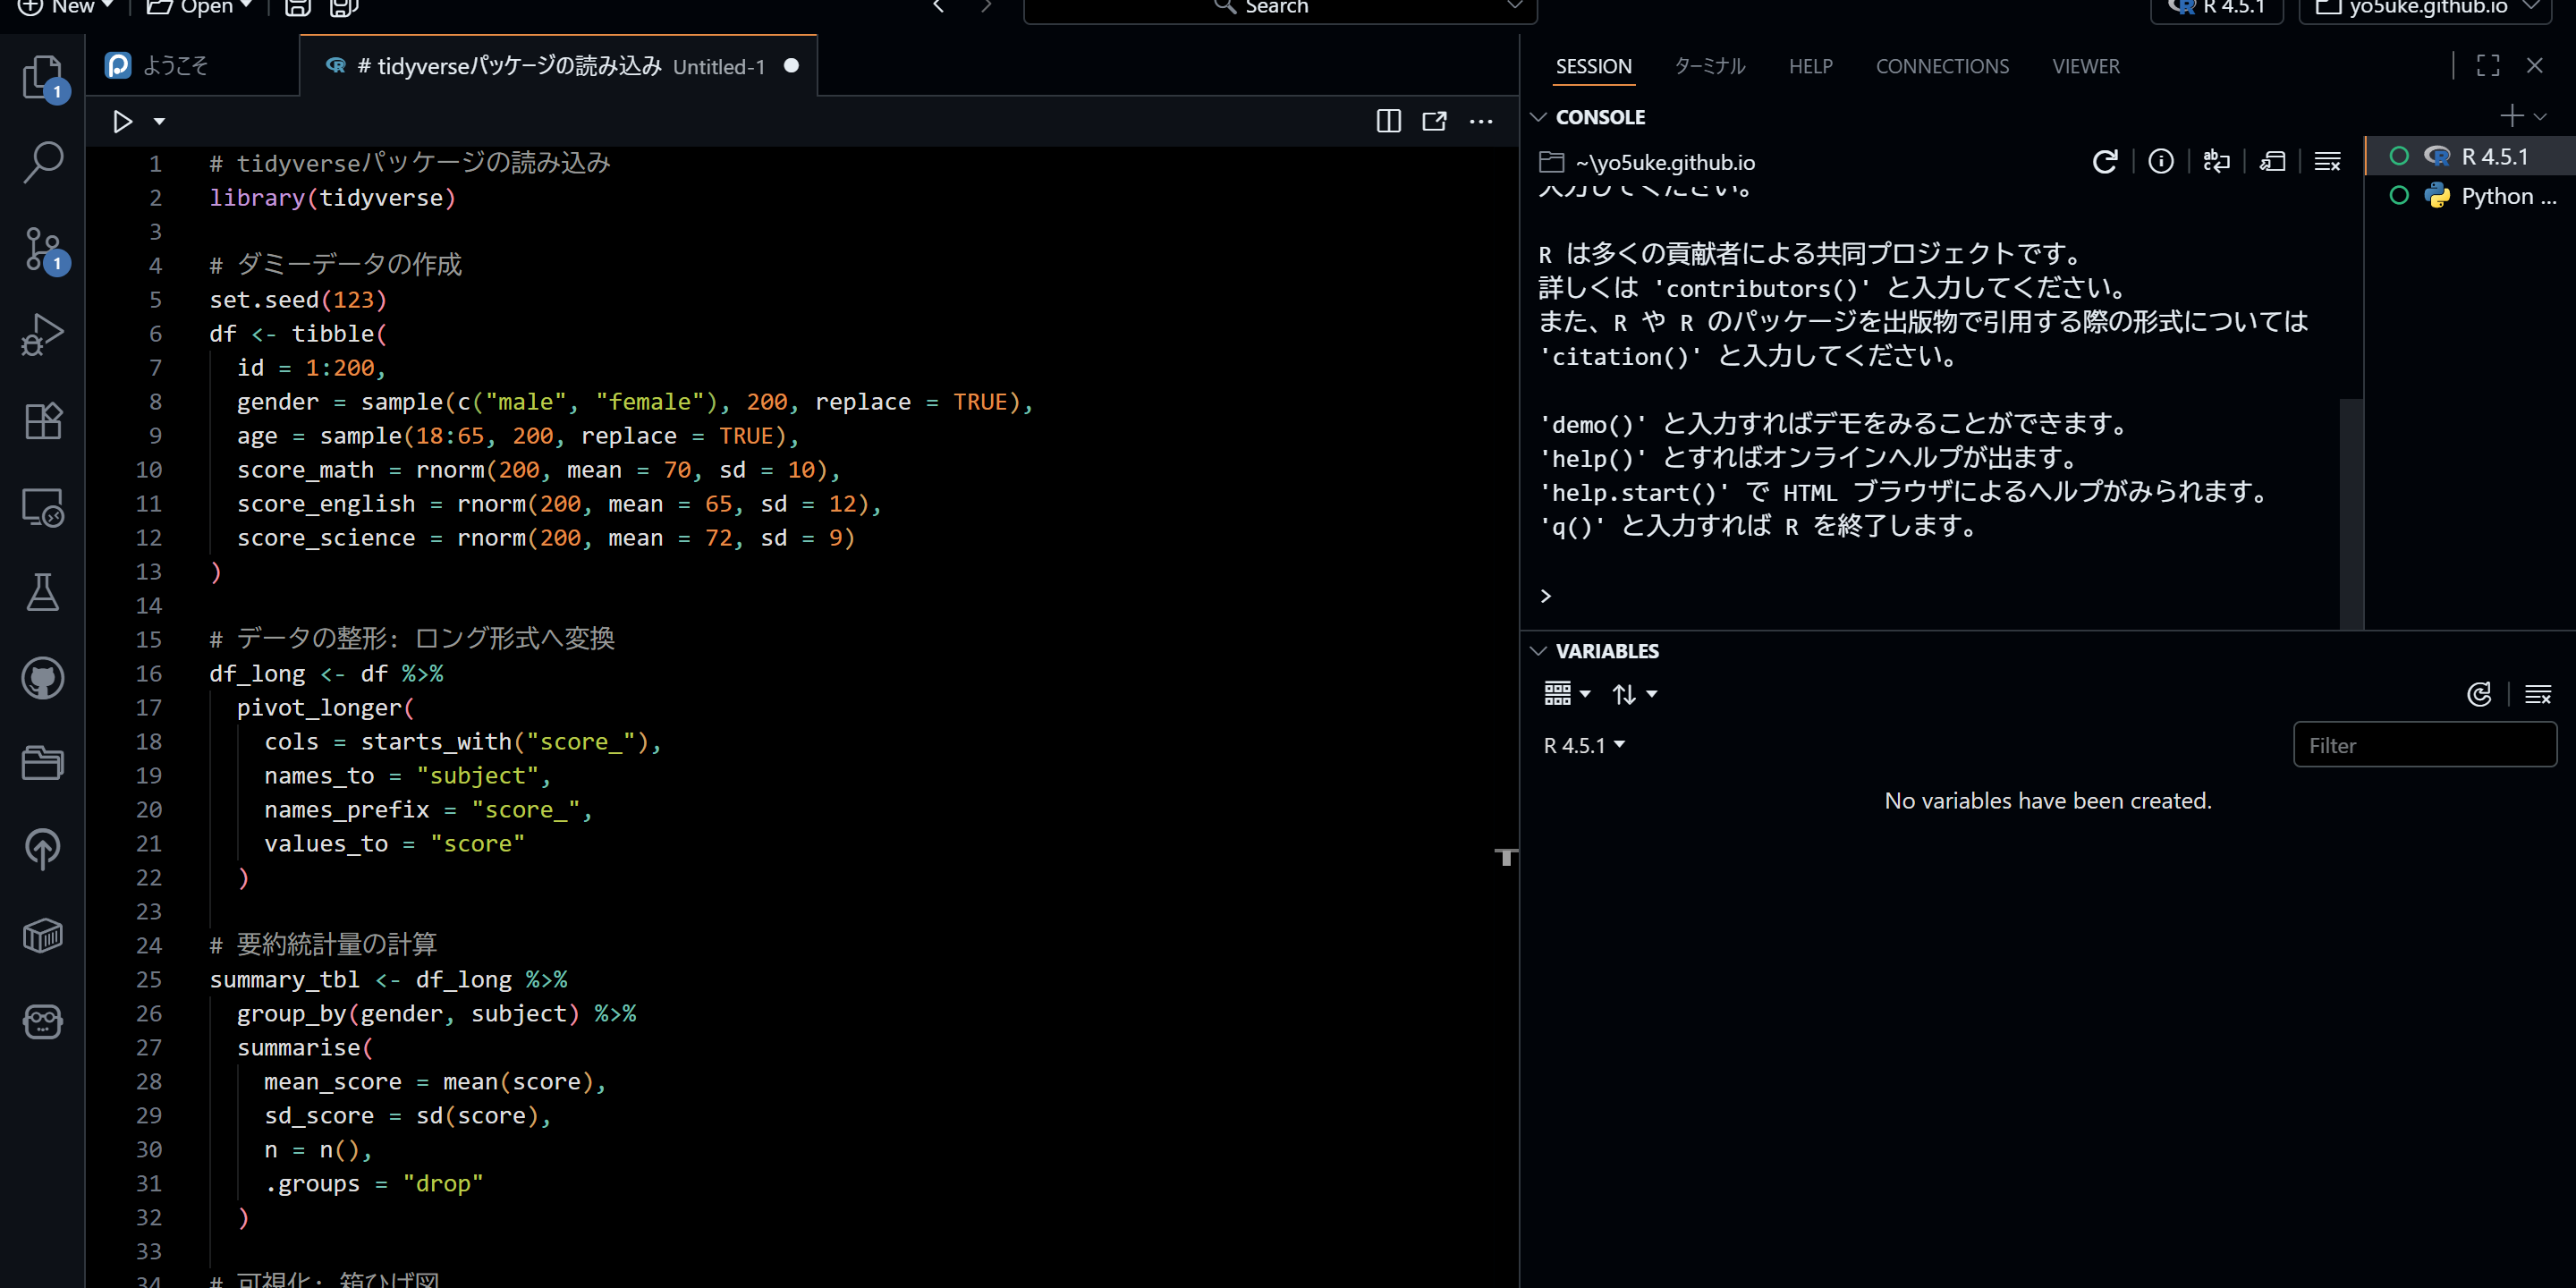 New
Open
Search
R 4.5.1
yo5uke.github.io
ようこそ
# tidyverseパッケージの読み込み Untitled-1
1
1
1 # tidyverseパッケージの読み込み
2 library(tidyverse)
3
4 # ダミーデータの作成
5 set.seed(123)
6 df <- tibble(
7 id = 1:200,
8 gender = sample(c("male", "female"), 200, replace = TRUE),
9 age = sample(18:65, 200, replace = TRUE),
10 score_math = rnorm(200, mean = 70, sd = 10),
11 score_english = rnorm(200, mean = 65, sd = 12),
12 score_science = rnorm(200, mean = 72, sd = 9)
13 )
14
15 # データの整形: ロング形式へ変換
16 df_long <- df %>%
17 pivot_longer(
18 cols = starts_with("score_"),
19 names_to = "subject",
20 names_prefix = "score_",
21 values_to = "score"
22 )
23
24 # 要約統計量の計算
25 summary_tbl <- df_long %>%
26 group_by(gender, subject) %>%
27 summarise(
28 mean_score = mean(score),
29 sd_score = sd(score),
30 n = n(),
31 .groups = "drop"
32 )
33
34 # 可視化: 箱ひげ図
SESSION ターミナル HELP CONNECTIONS VIEWER
CONSOLE
~\yo5uke.github.io
入力してください。
R は多くの貢献者による共同プロジェクトです。
詳しくは 'contributors()' と入力してください。
また、R や R のパッケージを出版物で引用する際の形式については
'citation()' と入力してください。
'demo()' と入力すればデモをみることができます。
'help()' とすればオンラインヘルプが出ます。
'help.start()' で HTML ブラウザによるヘルプがみられます。
'q()' と入力すれば R を終了します。
>
R 4.5.1
Python ...
VARIABLES
R 4.5.1
Filter
No variables have been created.